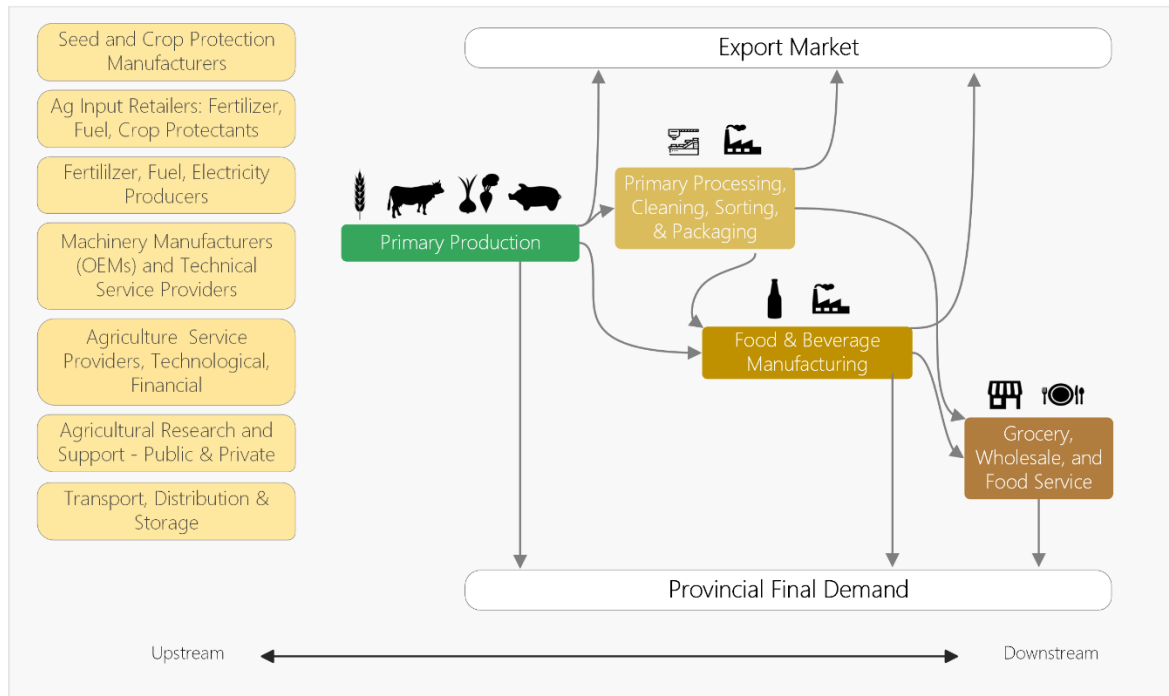 Seed and Crop Protection
Manufacturers
Ag Input Retailers: Fertilizer,
Fuel, Crop Protectants
Fertililzer, Fuel, Electricity
Producers
Machinery Manufacturers
(OEMs) and Technical
Service Providers
Agriculture Service
Providers, Technological,
Financial
Agricultural Research and
Support - Public & Private
Transport, Distribution &
Storage
Export Market
Primary Production
Primary Processing,
Cleaning, Sorting,
& Packaging
Food & Beverage
Manufacturing
Grocery,
Wholesale, and
Food Service
Provincial Final Demand
Upstream
Downstream